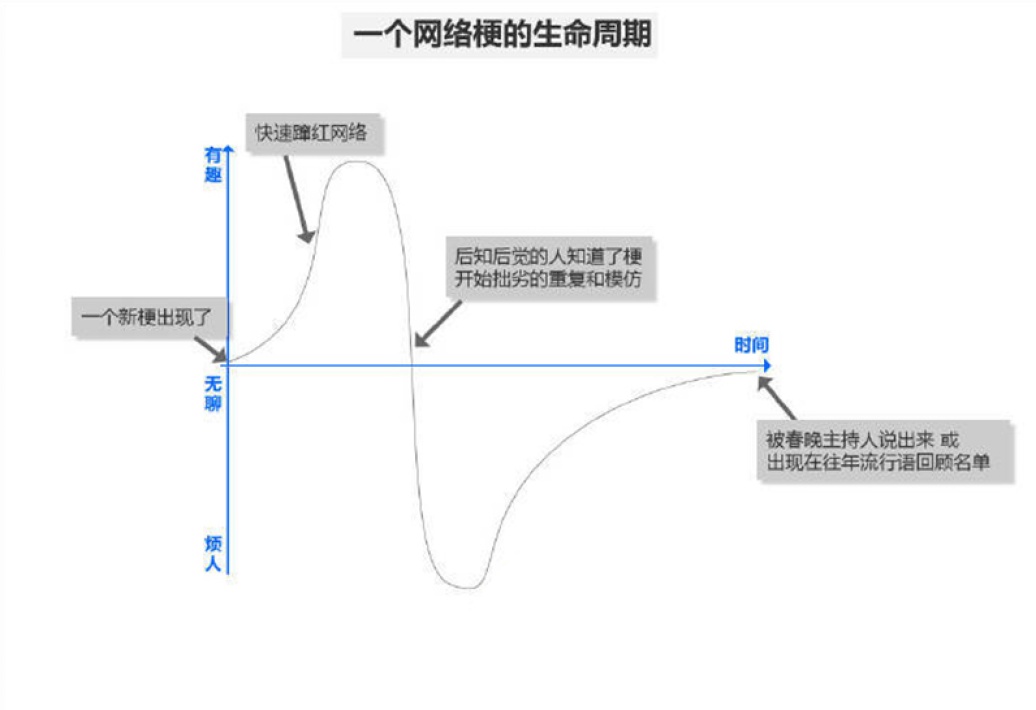 一个网络梗的生命周期
快速蹿红网络
有
趣
后知后觉的人知道了梗
开始拙劣的重复和模仿
一个新梗出现了
时间
无
聊
被春晚主持人说出来 或
出现在往年流行语回顾名单
烦
人